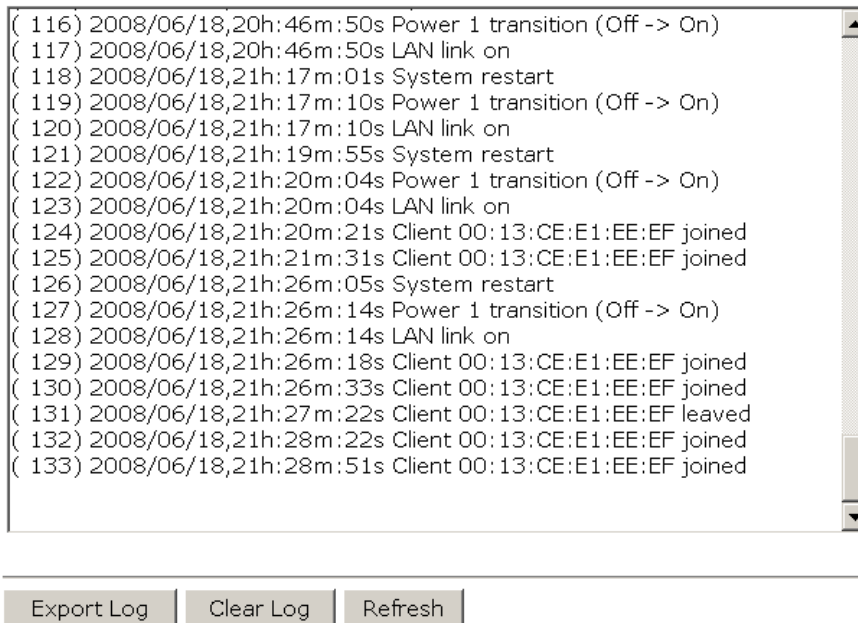 ( 116) 2008/06/18,20h:46m:50s Power 1 transition (Off -> On)
( 117) 2008/06/18,20h:46m:50s LAN link on
( 118) 2008/06/18,21h:17m:01s System restart
( 119) 2008/06/18,21h:17m:10s Power 1 transition (Off -> On)
( 120) 2008/06/18,21h:17m:10s LAN link on
( 121) 2008/06/18,21h:19m:55s System restart
( 122) 2008/06/18,21h:20m:04s Power 1 transition (Off -> On)
( 123) 2008/06/18,21h:20m:04s LAN link on
( 124) 2008/06/18,21h:20m:21s Client 00:13:CE:E1:EE:EF joined
( 125) 2008/06/18,21h:21m:31s Client 00:13:CE:E1:EE:EF joined
( 126) 2008/06/18,21h:26m:05s System restart
( 127) 2008/06/18,21h:26m:14s Power 1 transition (Off -> On)
( 128) 2008/06/18,21h:26m:14s LAN link on
( 129) 2008/06/18,21h:26m:18s Client 00:13:CE:E1:EE:EF joined
( 130) 2008/06/18,21h:26m:33s Client 00:13:CE:E1:EE:EF joined
( 131) 2008/06/18,21h:27m:22s Client 00:13:CE:E1:EE:EF leaved
( 132) 2008/06/18,21h:28m:22s Client 00:13:CE:E1:EE:EF joined
( 133) 2008/06/18,21h:28m:51s Client 00:13:CE:E1:EE:EF joined
Export Log Clear Log Refresh